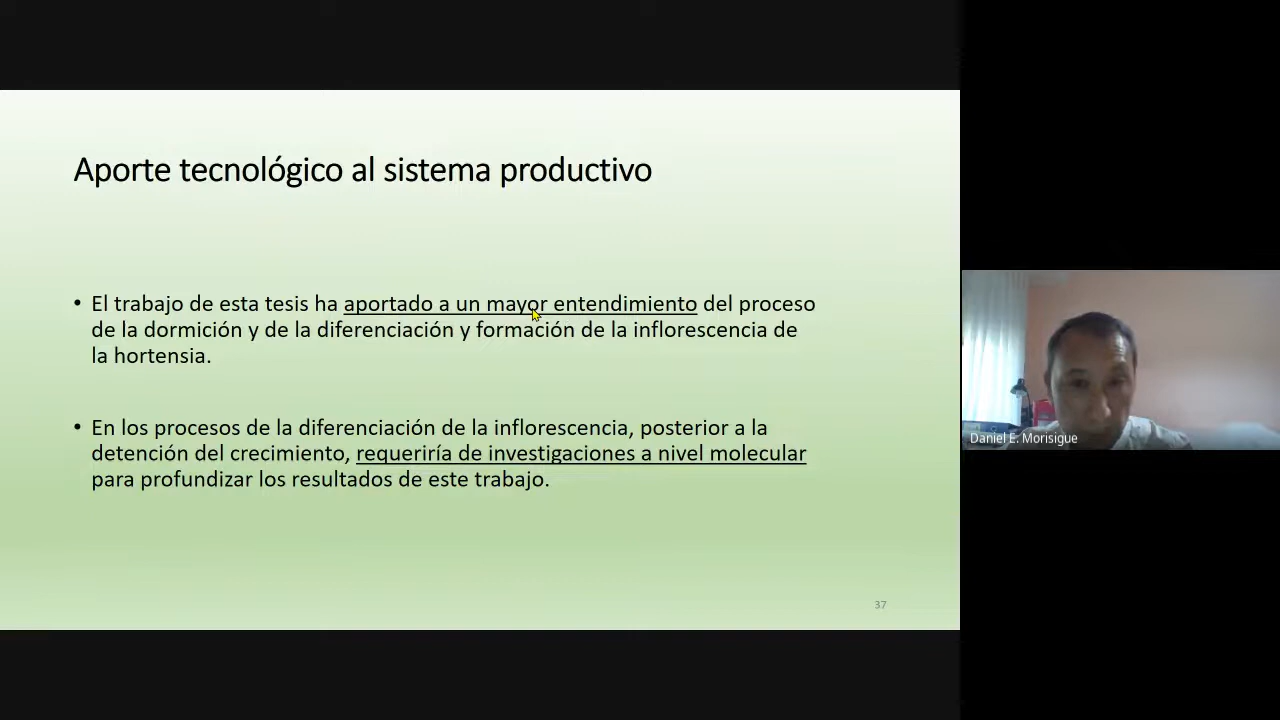 Aporte tecnológico al sistema productivo
• El trabajo de esta tesis ha aportado a un mayor entendimiento del proceso
de la dormición y de la diferenciación y formación de la inflorescencia de
la hortensia.
• En los procesos de la diferenciación de la inflorescencia, posterior a la
detención del crecimiento, requeriría de investigaciones a nivel molecular
para profundizar los resultados de este trabajo.
37
Daniel E. Morisigue